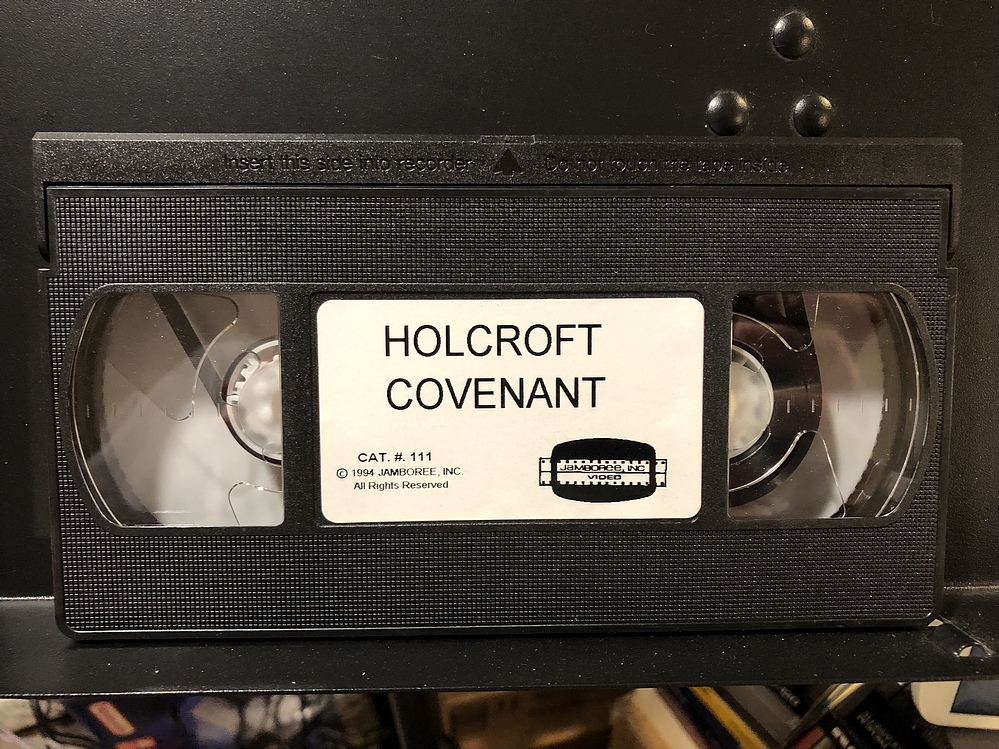 Insert this side into recorder Do not touch the tape inside
HOLCROFT
COVENANT
CAT. #. 111
© 1994 JAMBOREE, INC.
All Rights Reserved
JAMBOREE, INC
VIDEO